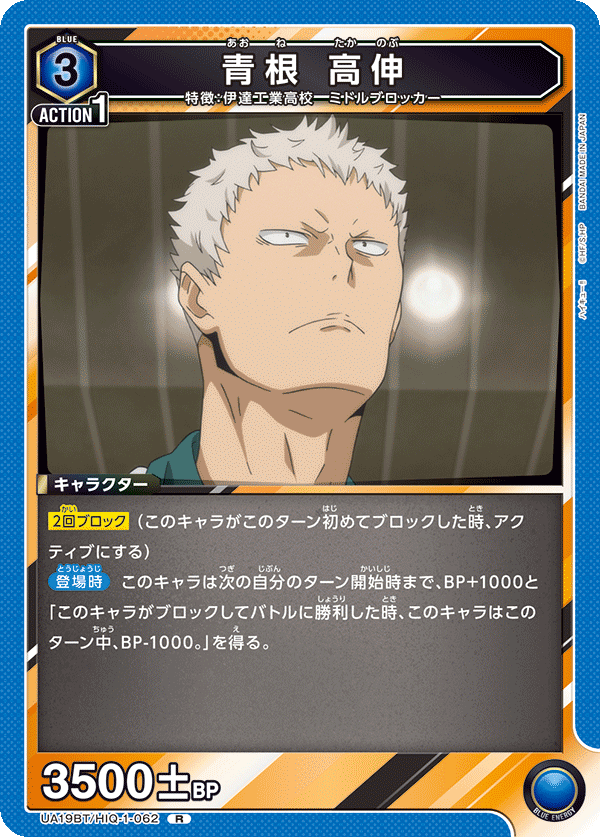 BLUE
3
ACTION 1
あお ね たか のぶ
青根 高伸
特徴:伊達工業高校 ミドルブロッカー
ハイキュー!! ©HF/S,HP BANDAI MADE IN JAPAN
キャラクター
かい はじ とき
2回ブロック (このキャラがこのターン初めてブロックした時、アク
ティブにする)
とうじょうじ つぎ じぶん かいしじ
登場時 このキャラは次の自分のターン開始時まで、BP+1000と
しょうり とき
「このキャラがブロックしてバトルに勝利した時、このキャラはこの
ちゅう え
ターン中、BP-1000。」を得る。
3500±BP
BLUE ENERGY
UA19BT/HIQ-1-062 R